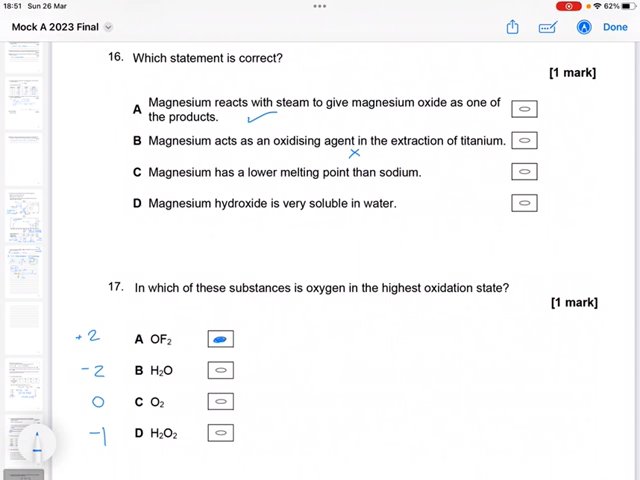 18:51 Sun 26 Mar
62%
Mock A 2023 Final
Done
16. Which statement is correct?
[1 mark]
A Magnesium reacts with steam to give magnesium oxide as one of
the products.
B Magnesium acts as an oxidising agent in the extraction of titanium.
C Magnesium has a lower melting point than sodium.
D Magnesium hydroxide is very soluble in water.
17. In which of these substances is oxygen in the highest oxidation state?
[1 mark]
+2 A OF₂
-2 B H₂O
0 C O₂
-1 D H₂O₂